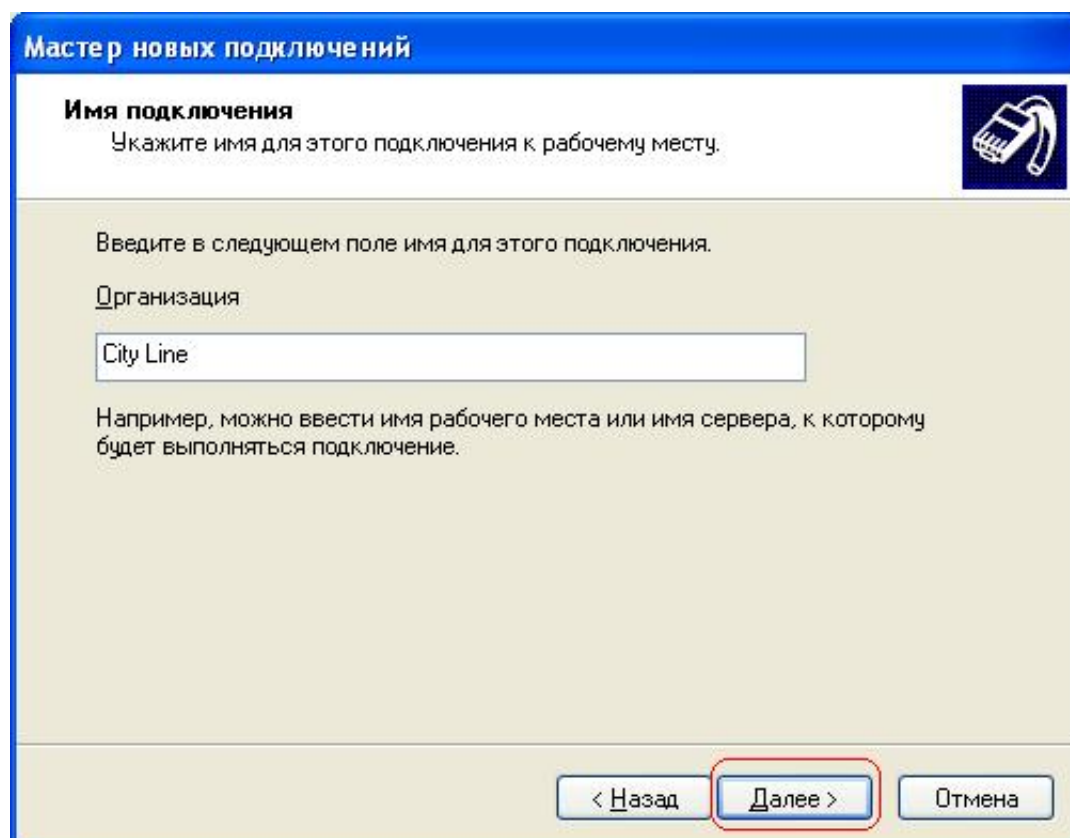 Мастер новых подключений
Имя подключения
Укажите имя для этого подключения к рабочему месту.
Введите в следующем поле имя для этого подключения.
Организация
City Line
Например, можно ввести имя рабочего места или имя сервера, к которому
будет выполняться подключение.
< Назад
Далее >
Отмена